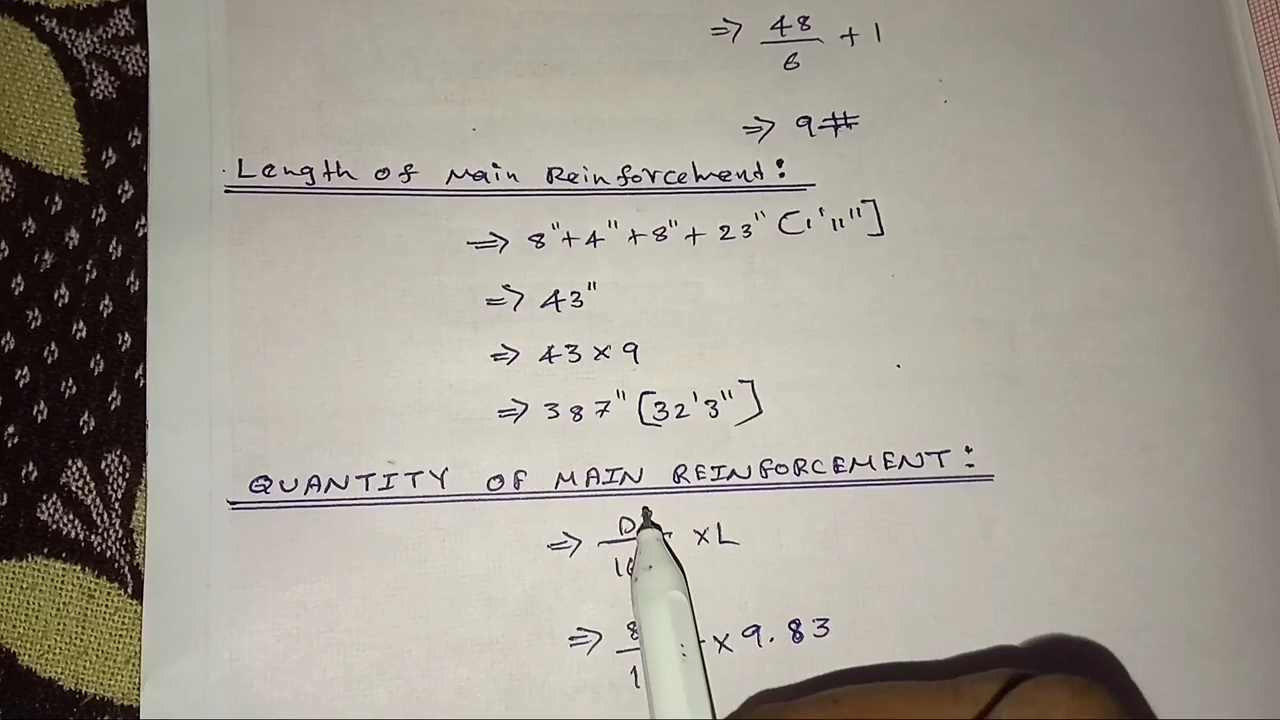 ⇒ 48/6 + 1
⇒ 9#
Length of Main Reinforcement:
⇒ 8"+4"+8"+23" (1'11"]
⇒ 43"
⇒ 43×9
⇒ 387" [32'3"]
QUANTITY OF MAIN REINFORCEMENT:
⇒ ×L
⇒ × 9.83